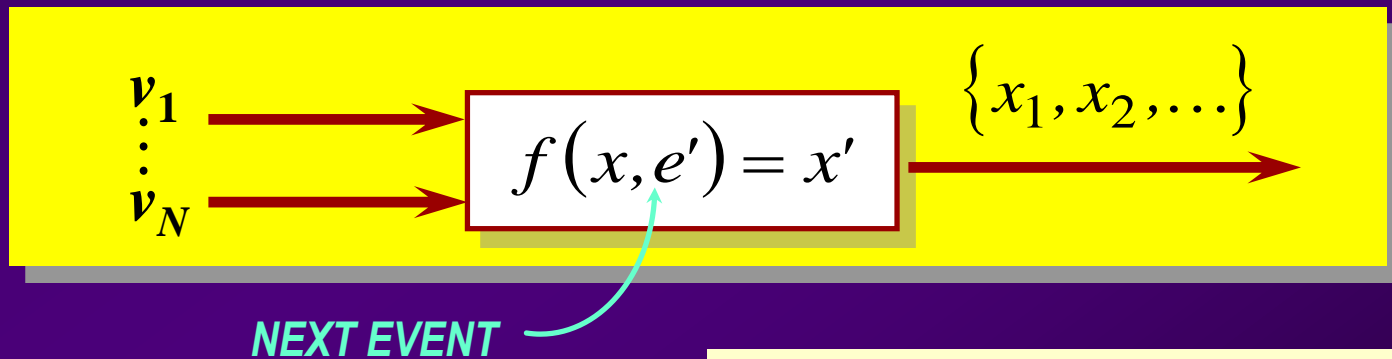 v1
⋮
vN
f(x,e′) = x′
{x1, x2, …}
NEXT EVENT